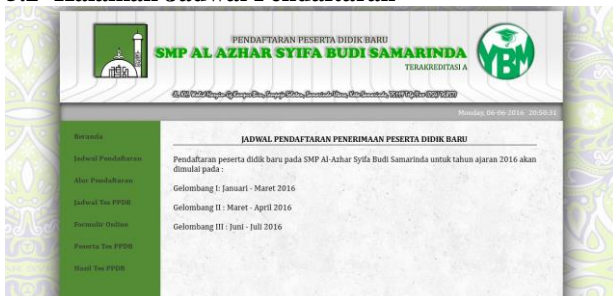 PENDAFTARAN PESERTA DIDIK BARU
SMP AL AZHAR SYIFA BUDI SAMARINDA
TERAKREDITASI A
YBM
Monday, 06-06-2016 20:50:31
Beranda
Jadwal Pendaftaran
Alur Pendaftaran
Jadwal Tes PPDB
Formulir Online
Peserta Tes PPDB
Hasil Tes PPDB
JADWAL PENDAFTARAN PENERIMAAN PESERTA DIDIK BARU
Pendaftaran peserta didik baru pada SMP Al-Azhar Syifa Budi Samarinda untuk tahun ajaran 2016 akan
dimulai pada :
Gelombang I: Januari - Maret 2016
Gelombang II : Maret - April 2016
Gelombang III : Juni - Juli 2016